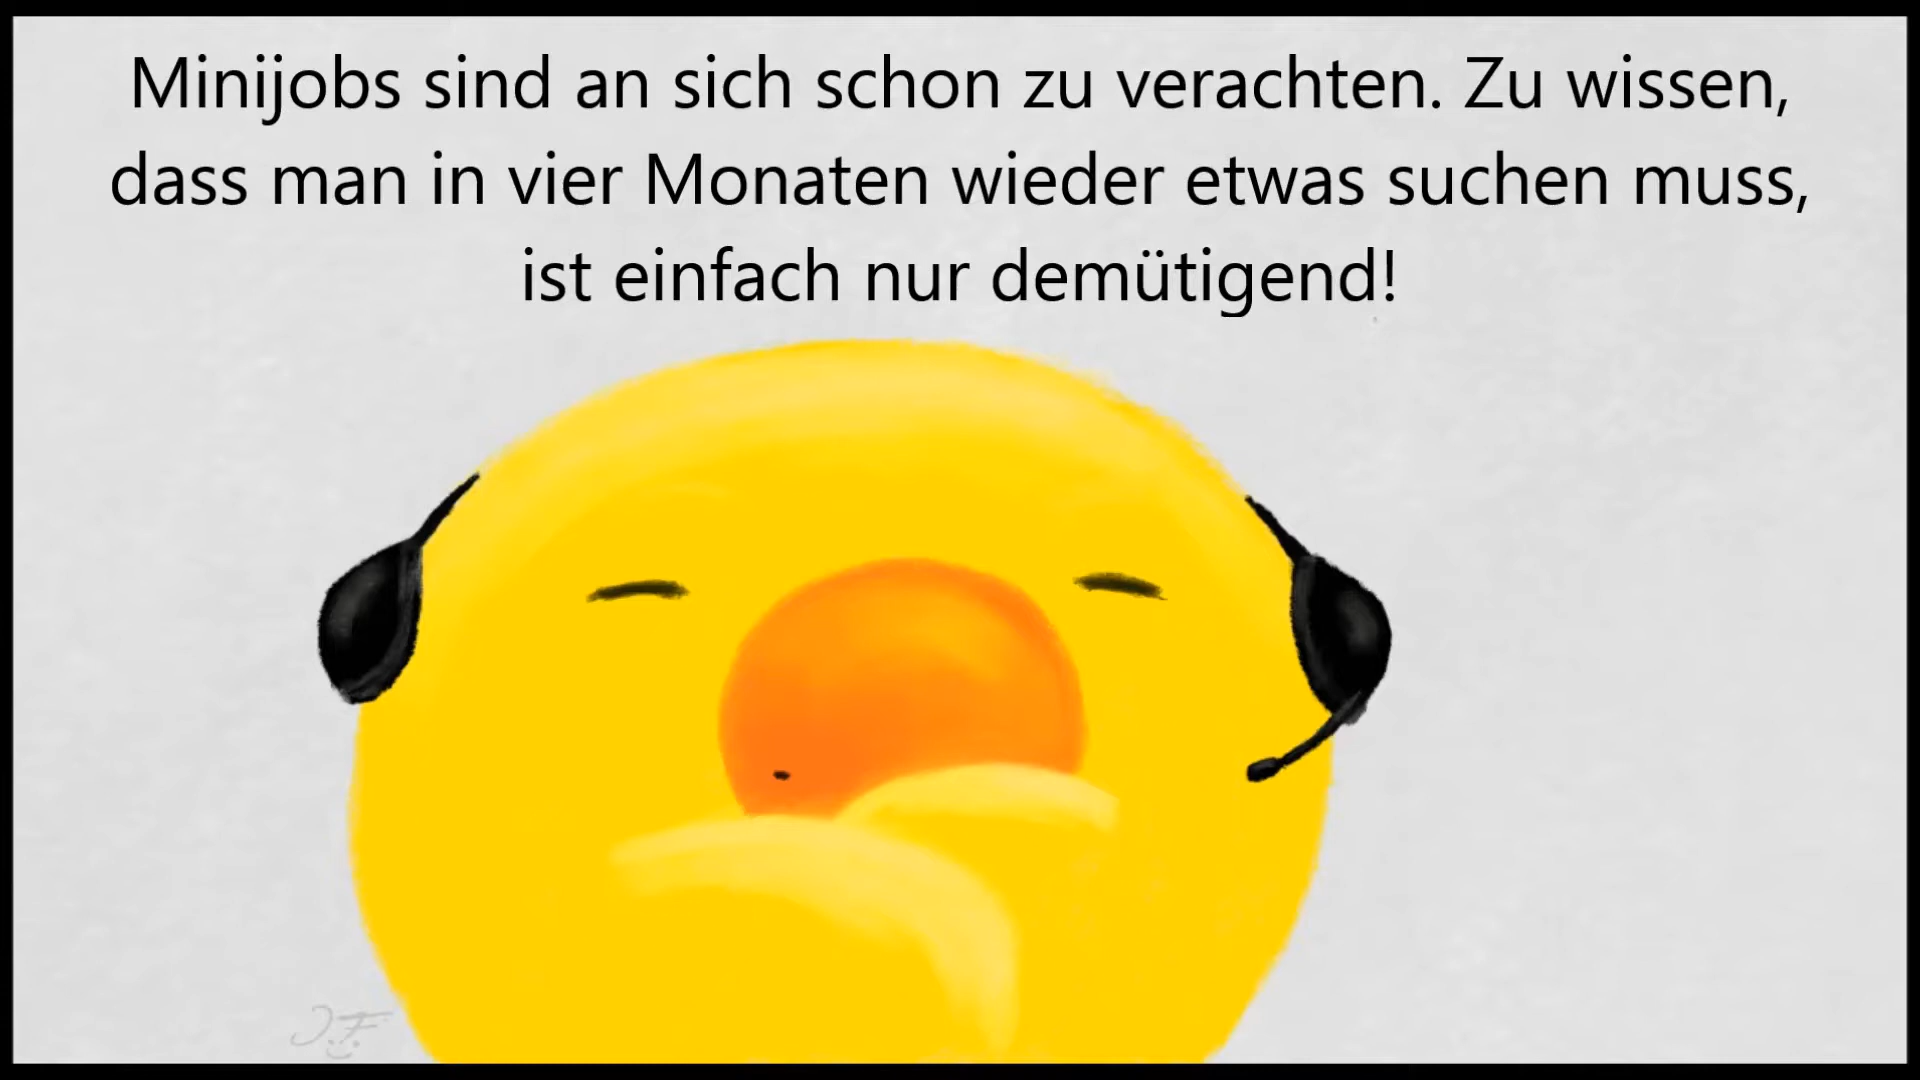 Minijobs sind an sich schon zu verachten. Zu wissen,
dass man in vier Monaten wieder etwas suchen muss,
ist einfach nur demütigend!
J.F.